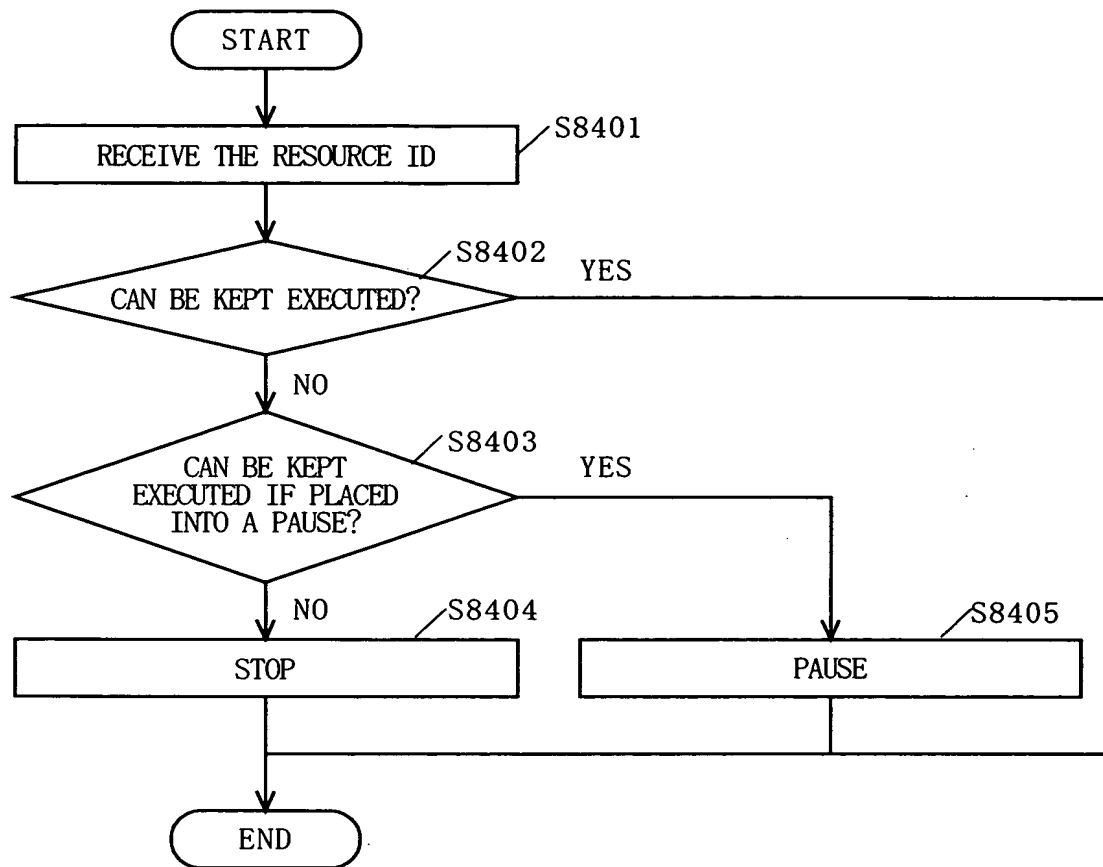 START
S8401
RECEIVE THE RESOURCE ID
S8402
YES
CAN BE KEPT EXECUTED?
NO
S8403
CAN BE KEPT
EXECUTED IF PLACED
INTO A PAUSE?
YES
NO
S8404
S8405
STOP
PAUSE
END